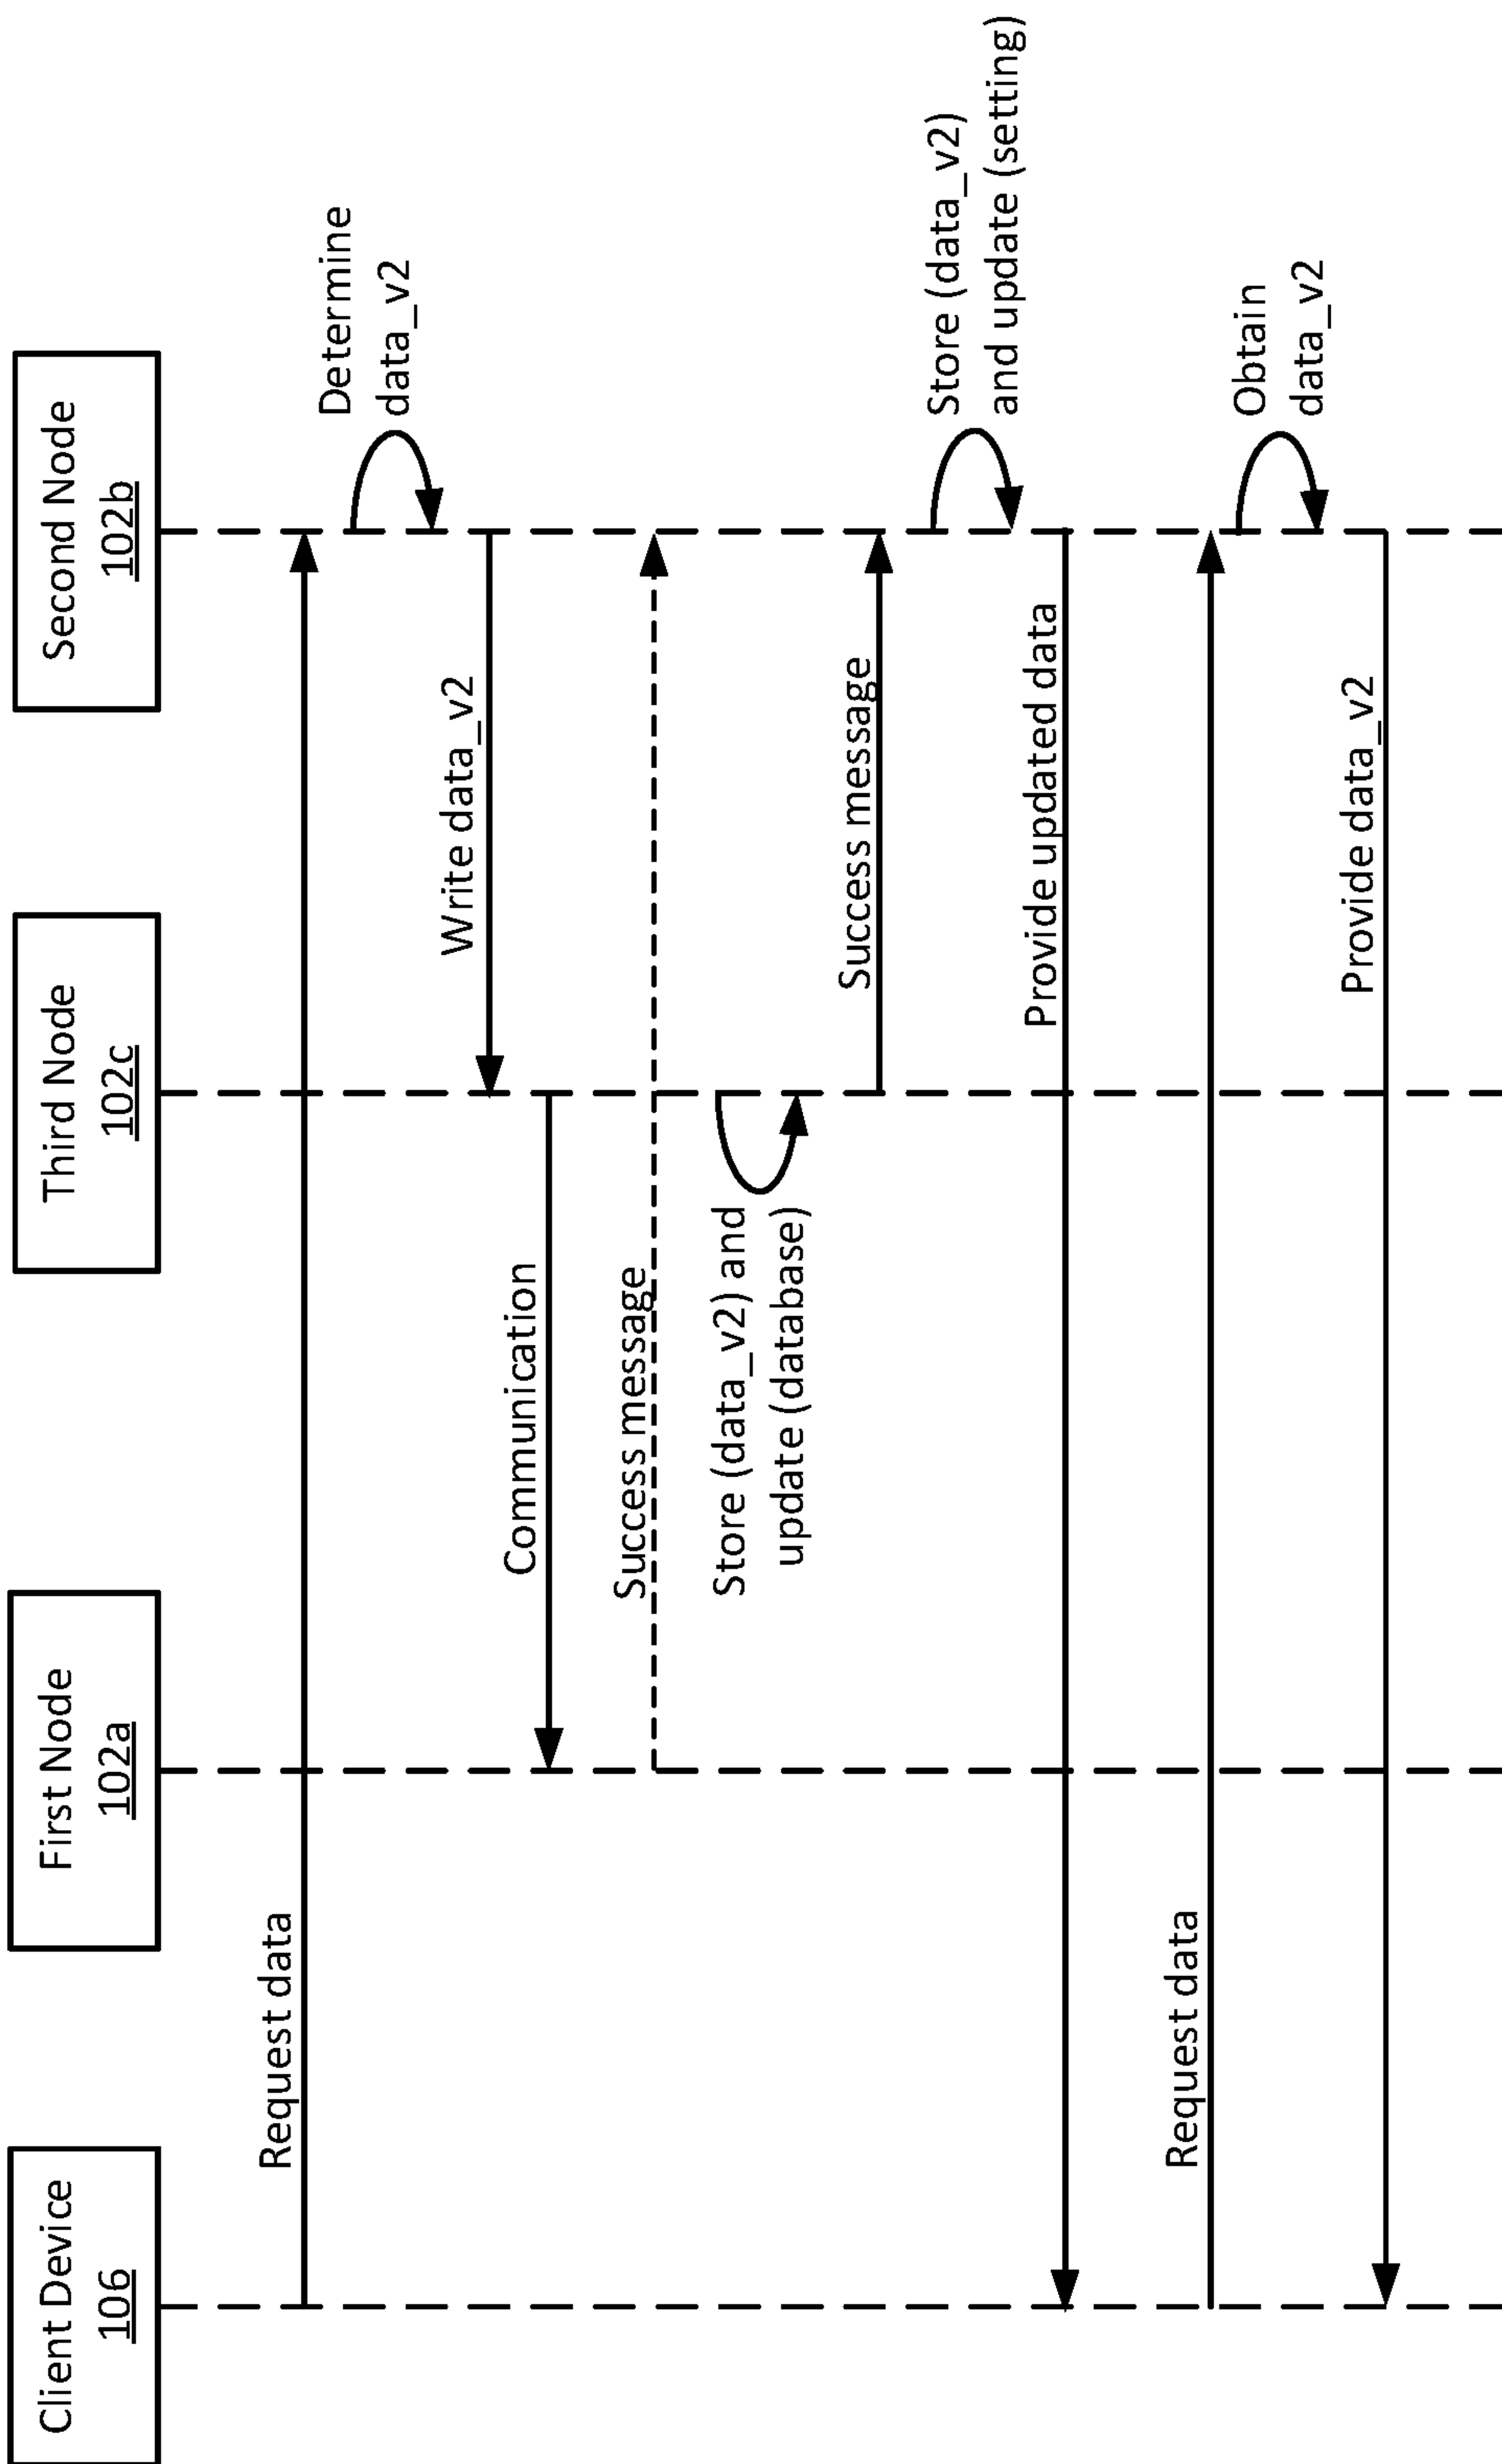 Client Device
106
First Node
102a
Third Node
102c
Second Node
102b
Request data
Determine
data_v2
Write data_v2
Communication
Success message
Store (data_v2) and
update (database)
Success message
Store (data_v2)
and update (setting)
Provide updated data
Request data
Obtain
data_v2
Provide data_v2